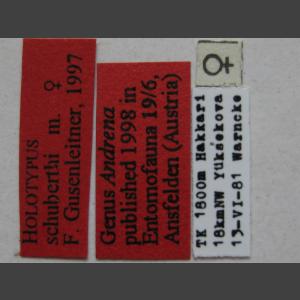 HOLOTYPUS
schuberthi m. ♀
F. Gusenleitner, 1997
Genus Andrena
published 1998 in
Entomofauna 19/6,
Ansfelden (Austria)
♀
TK 1800m Hakkari
18kmNW Yüksekova
13-VI-81 Warncke